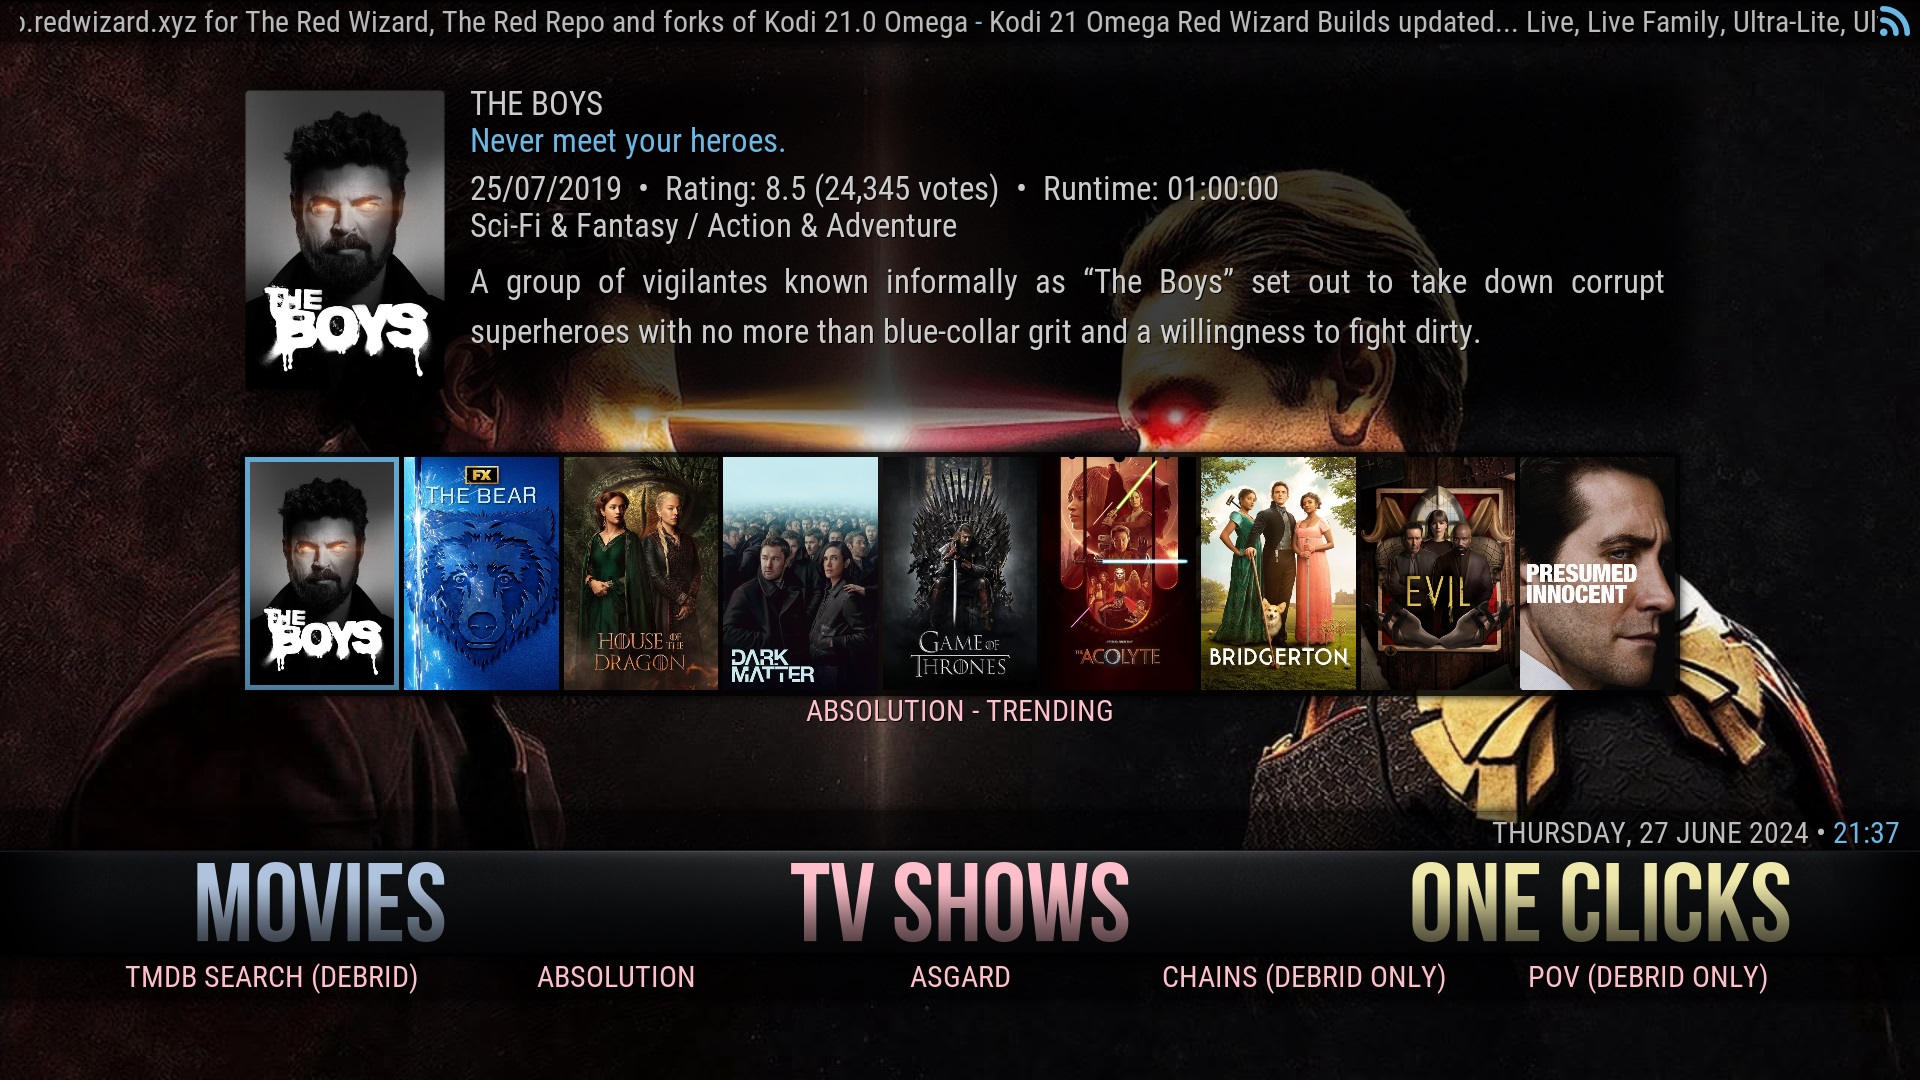 .redwizard.xyz for The Red Wizard, The Red Repo and forks of Kodi 21.0 Omega - Kodi 21 Omega Red Wizard Builds updated... Live, Live Family, Ultra-Lite, Ul
THE BOYS
Never meet your heroes.
25/07/2019 • Rating: 8.5 (24,345 votes) • Runtime: 01:00:00
Sci-Fi & Fantasy / Action & Adventure
A group of vigilantes known informally as “The Boys” set out to take down corrupt
superheroes with no more than blue-collar grit and a willingness to fight dirty.
THE
BOYS
THE
BOYS
FX
THE BEAR
HOUSE OF THE
DRAGON
DARK
MATTER
GAME OF
THRONES
THE ACOLYTE
BRIDGERTON
EVIL
PRESUMED
INNOCENT
ABSOLUTION - TRENDING
THURSDAY, 27 JUNE 2024 • 21:37
MOVIES TV SHOWS ONE CLICKS
TMDB SEARCH (DEBRID) ABSOLUTION ASGARD CHAINS (DEBRID ONLY) POV (DEBRID ONLY)